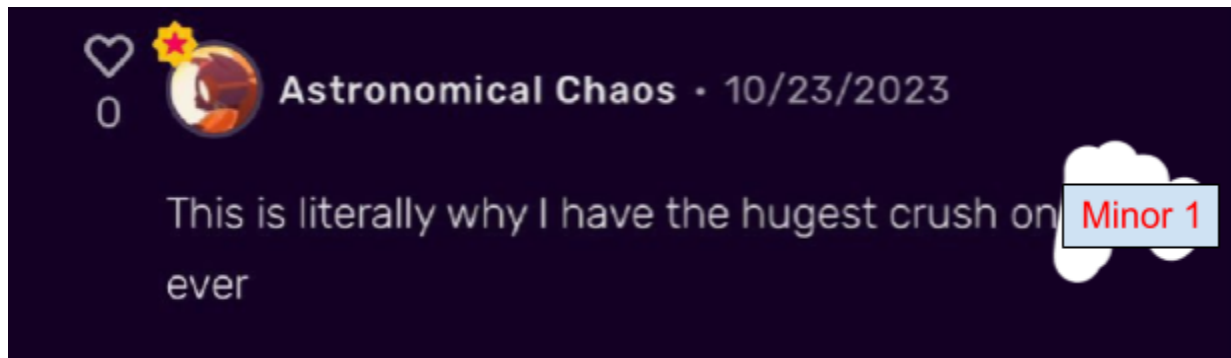 Astronomical Chaos • 10/23/2023
0
This is literally why I have the hugest crush on Minor 1
ever